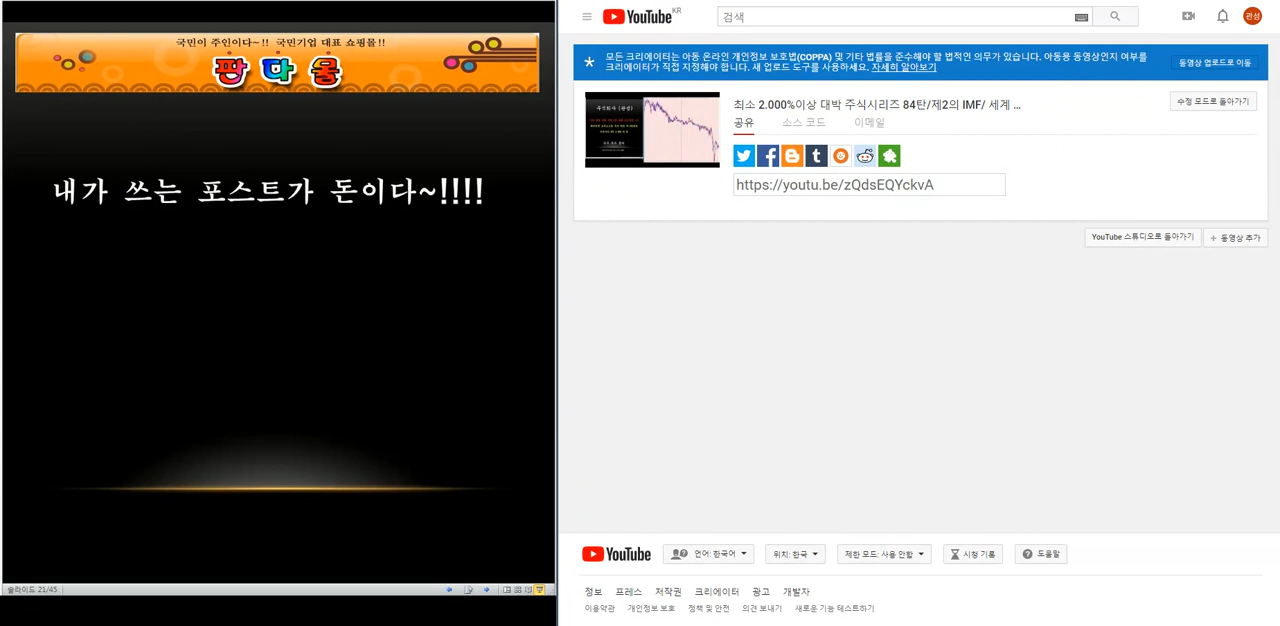 국민이 주인이다~!! 국민기업 대표 쇼핑몰!!
판다몰
내가 쓰는 포스트가 돈이다~!!!!
슬라이드 21/45
YouTube KR
검색
관성
모든 크리에이터는 아동 온라인 개인정보 보호법(COPPA) 및 기타 법률을 준수해야 할 법적인 의무가 있습니다. 아동용 동영상인지 여부를
크리에이터가 직접 지정해야 합니다. 새 업로드 도구를 사용하세요. 자세히 알아보기
동영상 업로드로 이동
최소 2.000%이상 대박 주식시리즈 84탄/제2의 IMF/ 세계 ...
수정 모드로 돌아가기
공유 소스 코드 이메일
https://youtu.be/zQdsEQYckvA
YouTube 스튜디오로 돌아가기
+ 동영상 추가
YouTube
언어: 한국어
위치: 한국
제한 모드: 사용 안함
시청 기록
도움말
정보 프레스 저작권 크리에이터 광고 개발자
이용약관 개인정보 보호 정책 및 안전 의견 보내기 새로운 기능 테스트하기